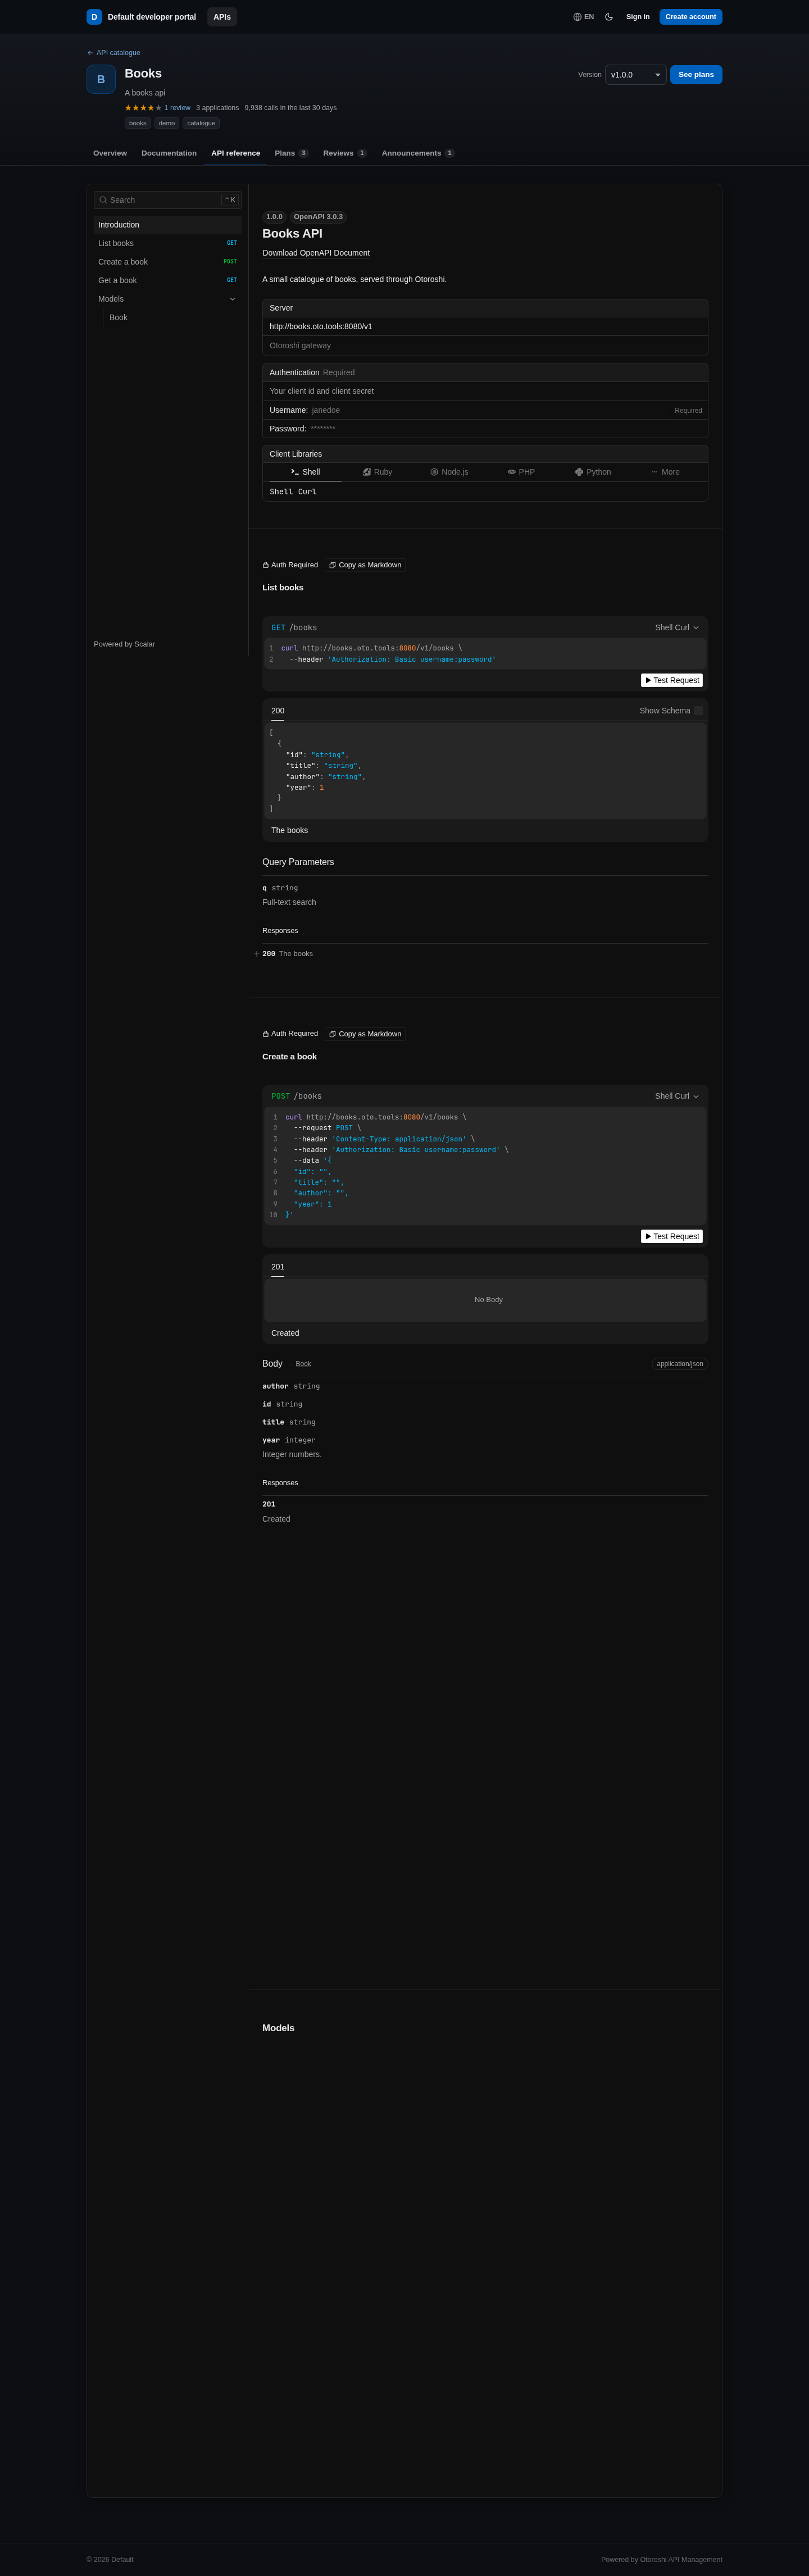 D Default developer portal APIs EN Sign in Create account
← API catalogue
B Books Version v1.0.0 See plans
A books api
★★★★★ 1 review 3 applications 9,938 calls in the last 30 days
books demo catalogue
Overview Documentation API reference Plans 3 Reviews 1 Announcements 1
Search ⌃ K
Introduction
List books GET
Create a book POST
Get a book GET
Models
Book
Powered by Scalar
1.0.0 OpenAPI 3.0.3
Books API
Download OpenAPI Document
A small catalogue of books, served through Otoroshi.
Server
http://books.oto.tools:8080/v1
Otoroshi gateway
Authentication Required
Your client id and client secret
Username: janedoe Required
Password: ********
Client Libraries
Shell Ruby Node.js PHP Python More
Shell Curl
Auth Required Copy as Markdown
List books
GET /books Shell Curl
1 curl http://books.oto.tools:8080/v1/books \
2 --header 'Authorization: Basic username:password'
Test Request
200 Show Schema
[
{
"id": "string",
"title": "string",
"author": "string",
"year": 1
}
]
The books
Query Parameters
q string
Full-text search
Responses
200 The books
Auth Required Copy as Markdown
Create a book
POST /books Shell Curl
1 curl http://books.oto.tools:8080/v1/books \
2 --request POST \
3 --header 'Content-Type: application/json' \
4 --header 'Authorization: Basic username:password' \
5 --data '{
6 "id": "",
7 "title": "",
8 "author": "",
9 "year": 1
10 }'
Test Request
201
No Body
Created
Body · Book application/json
author string
id string
title string
year integer
Integer numbers.
Responses
201
Created
Models
© 2026 Default Powered by Otoroshi API Management